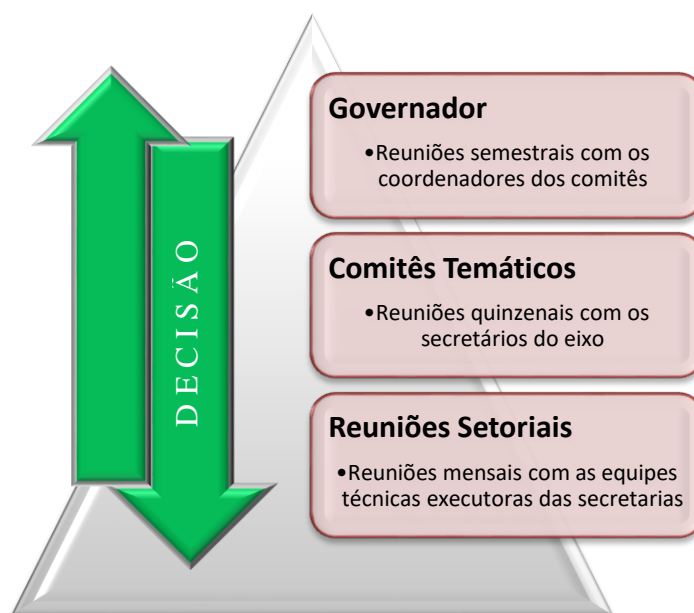 Governador
•Reuniões semestrais com os
coordenadores dos comitês
DECISÃO
Comitês Temáticos
•Reuniões quinzenais com os
secretários do eixo
Reuniões Setoriais
•Reuniões mensais com as equipes
técnicas executoras das secretarias